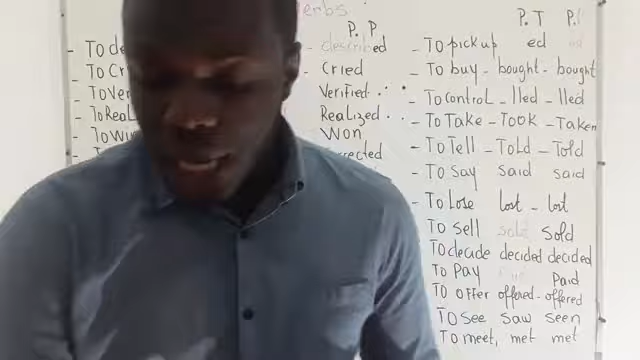 verbs
P. P
P. T P.
- To de described
- To Cr Cried
- To Ver Verified . .
- To Real Realized . .
- To Win Won
rrected
- To pick up ed ed
- To buy - bought - bought
- To Control - lled - lled
- To Take - Took - Taken
- To Tell - Told - Told
- To Say said said
- To Lose lost - lost
To sell sold sold
To decide decided decided
To Pay Paid
To offer offered - offered
To see saw seen
To meet, met met